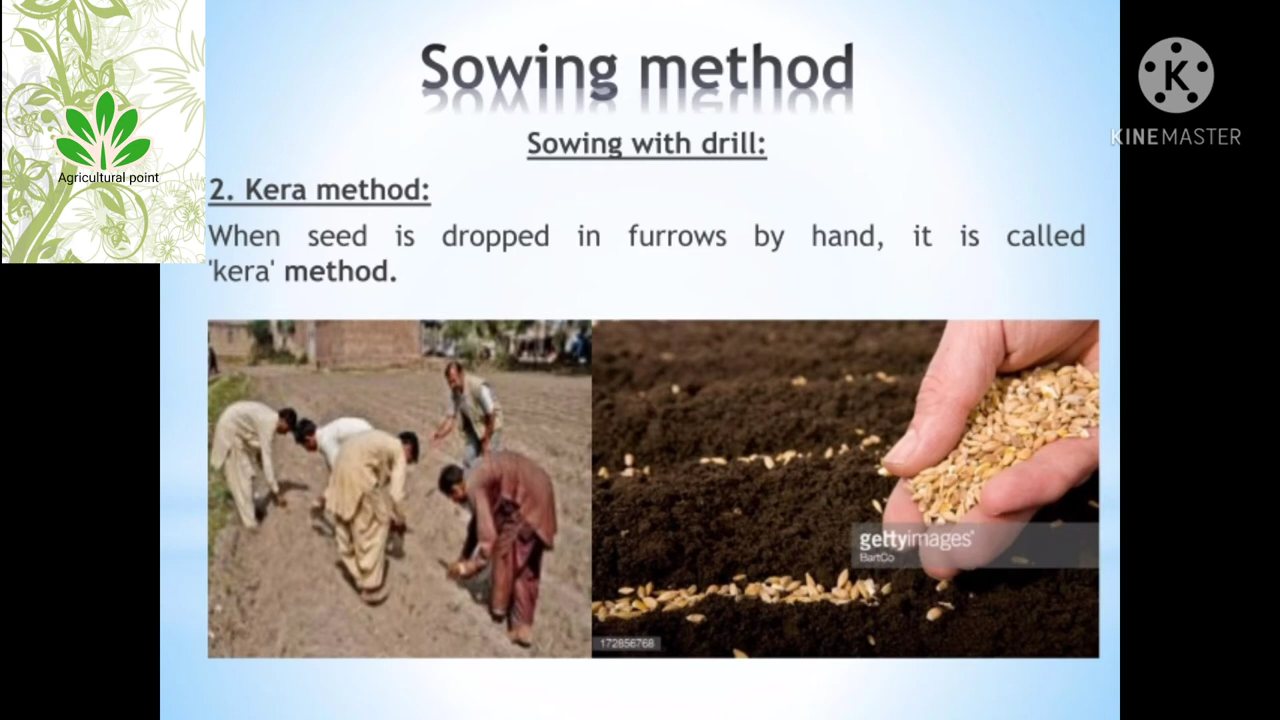 Sowing method
Sowing with drill:
2. Kera method:
When seed is dropped in furrows by hand, it is called
'kera' method.
Agricultural point
K
KINEMASTER
gettyimages'
BartCo
172856768